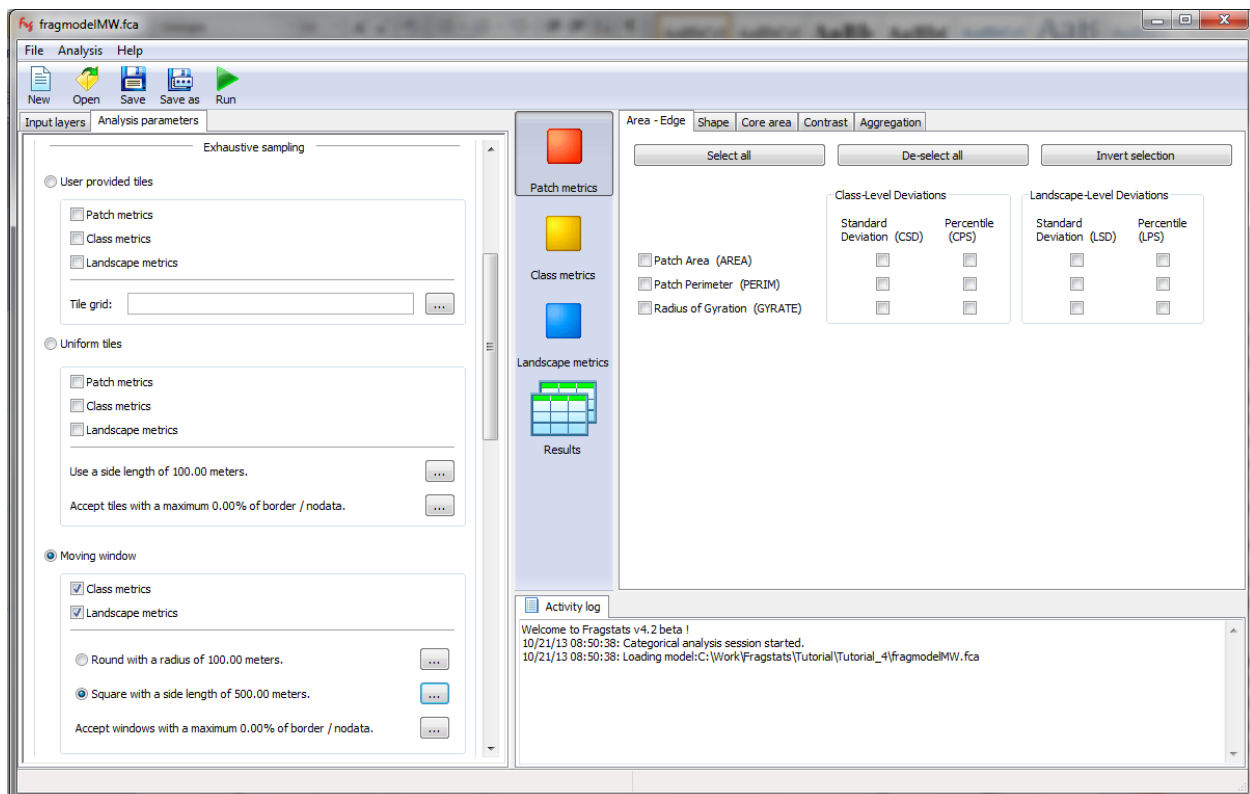 fragmodelMW.fca
File Analysis Help
New Open Save Save as Run
Input layers Analysis parameters
Exhaustive sampling
User provided tiles
Patch metrics
Class metrics
Landscape metrics
Tile grid: ...
Uniform tiles
Patch metrics
Class metrics
Landscape metrics
Use a side length of 100.00 meters. ...
Accept tiles with a maximum 0.00% of border / nodata. ...
Moving window
Class metrics
Landscape metrics
Round with a radius of 100.00 meters. ...
Square with a side length of 500.00 meters. ...
Accept windows with a maximum 0.00% of border / nodata. ...
Patch metrics
Class metrics
Landscape metrics
Results
Area - Edge Shape Core area Contrast Aggregation
Select all De-select all Invert selection
Class-Level Deviations Landscape-Level Deviations
Standard Percentile Standard Percentile
Deviation (CSD) (CPS) Deviation (LSD) (LPS)
Patch Area (AREA)
Patch Perimeter (PERIM)
Radius of Gyration (GYRATE)
Activity log
Welcome to Fragstats v4.2 beta !
10/21/13 08:50:38: Categorical analysis session started.
10/21/13 08:50:38: Loading model:C:\Work\Fragstats\Tutorial\Tutorial_4\fragmodelMW.fca